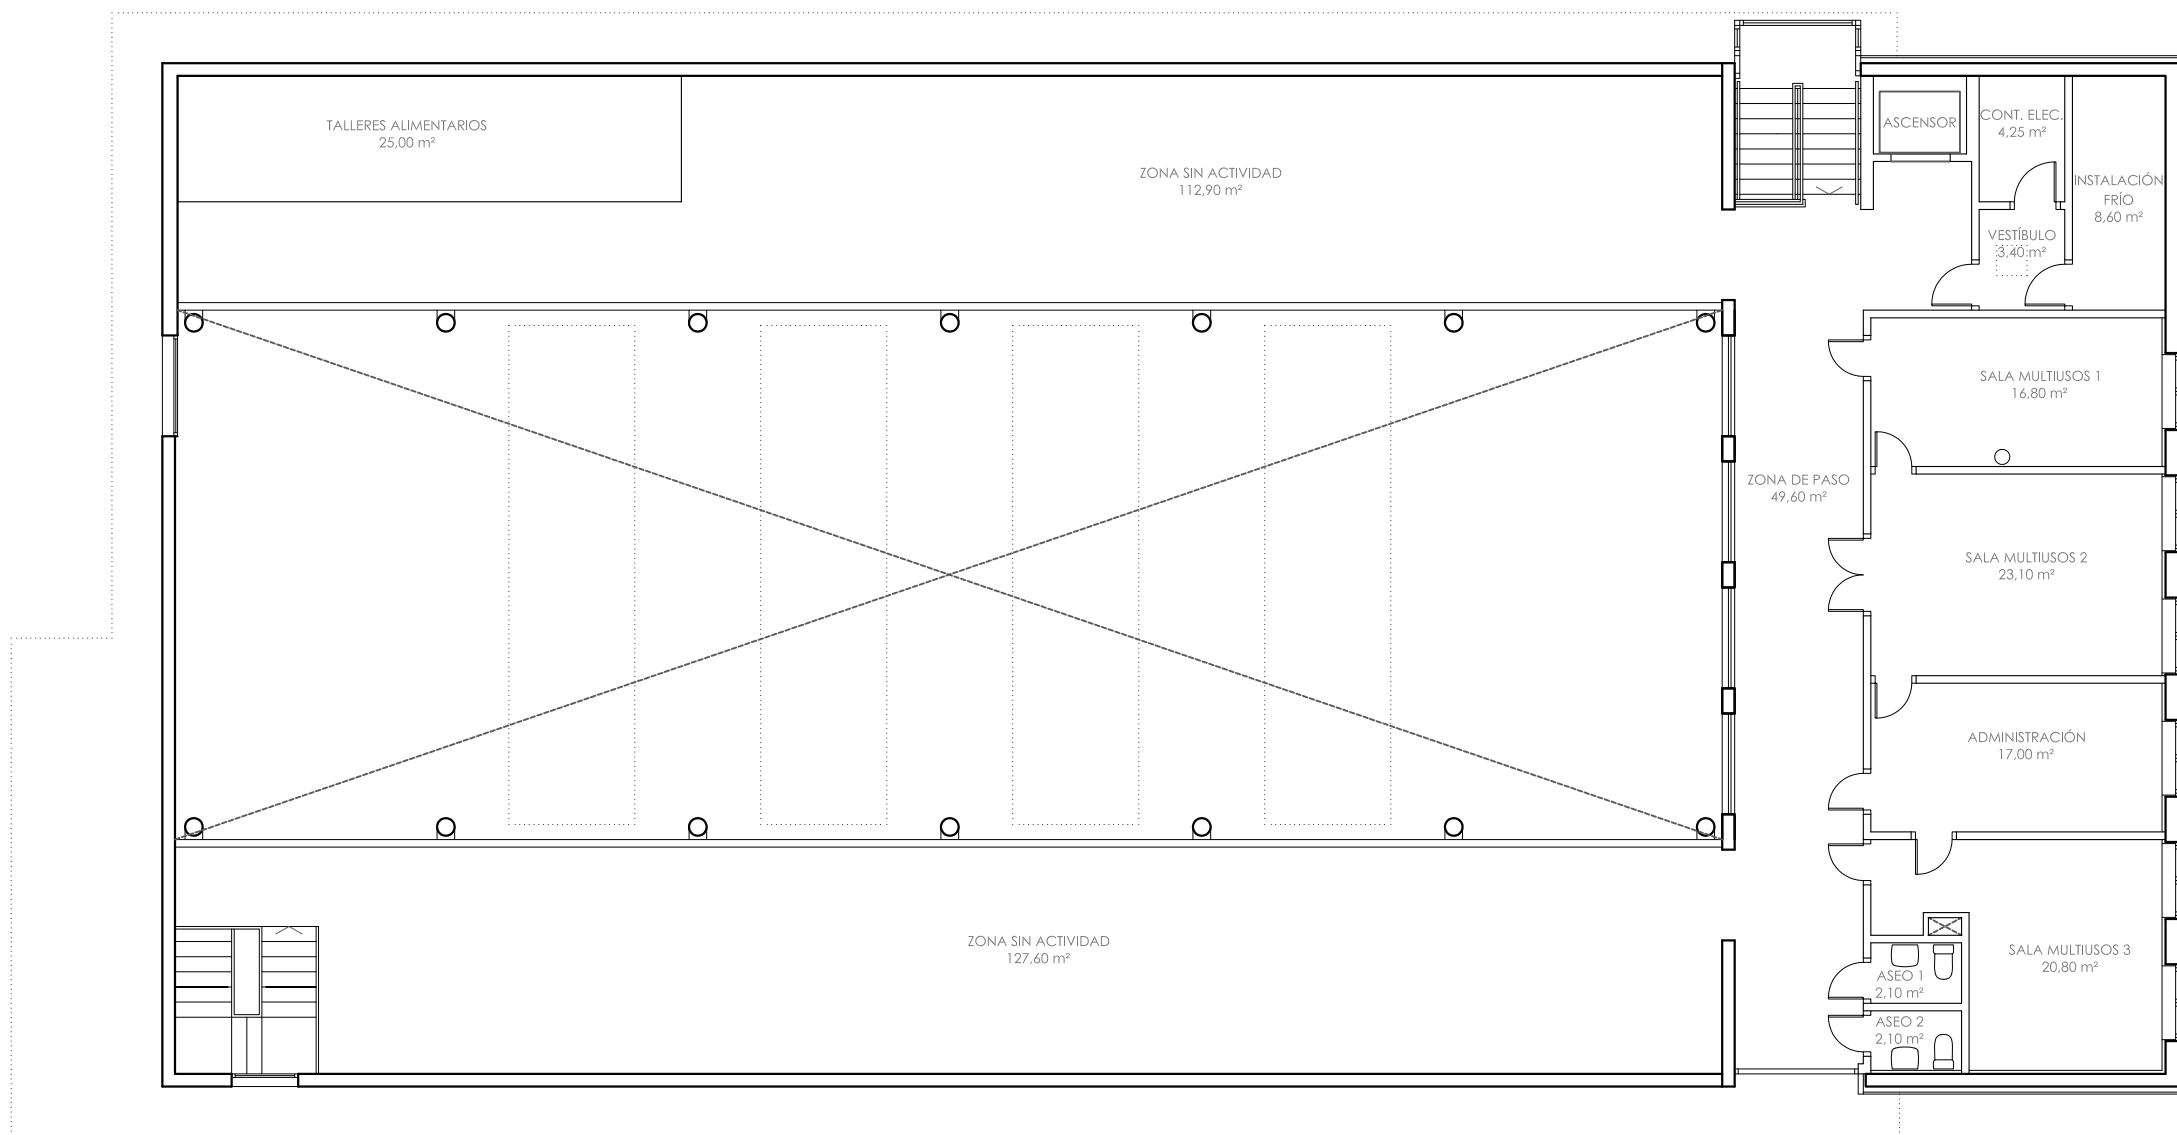 TALLERES ALIMENTARIOS
25,00 m²
ZONA SIN ACTIVIDAD
112,90 m²
ASCENSOR
CONT. ELEC.
4,25 m²
INSTALACIÓN
FRÍO
8,60 m²
VESTÍBULO
3,40 m²
SALA MULTIUSOS 1
16,80 m²
ZONA DE PASO
49,60 m²
SALA MULTIUSOS 2
23,10 m²
ADMINISTRACIÓN
17,00 m²
ZONA SIN ACTIVIDAD
127,60 m²
SALA MULTIUSOS 3
20,80 m²
ASEO 1
2,10 m²
ASEO 2
2,10 m²